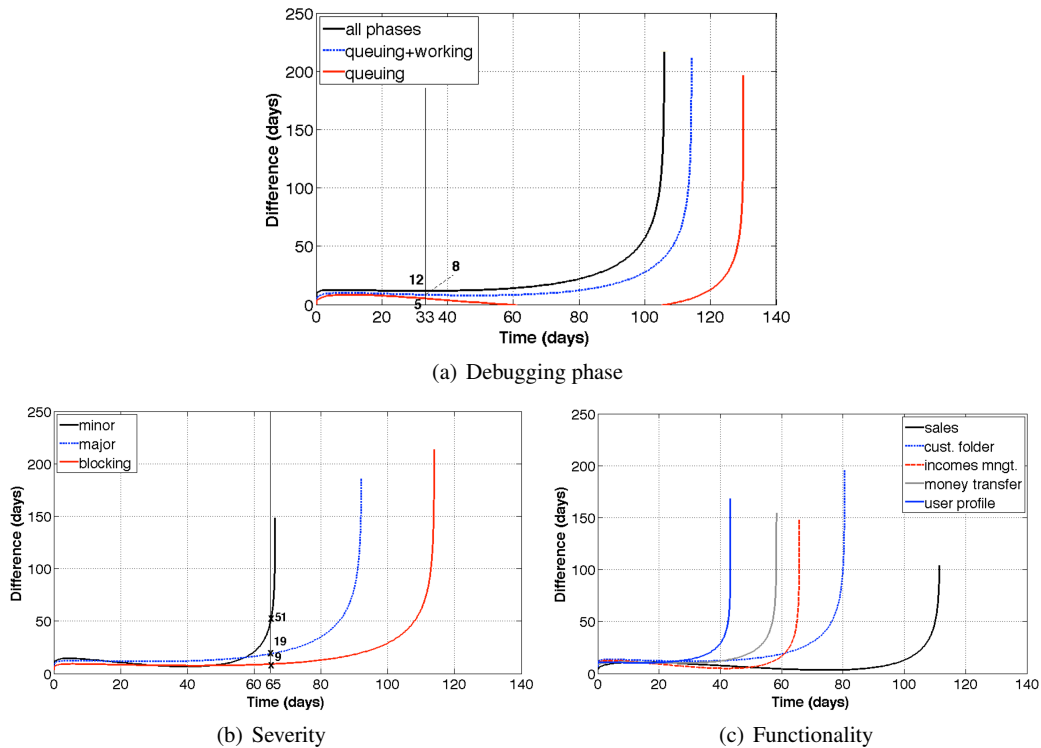 250
200
150
100
50
0
Difference (days)
all phases
queuing+working
queuing
12
8
5
0
20
33
40
60
80
100
120
140
Time (days)
(a) Debugging phase
250
200
150
100
50
0
Difference (days)
minor
major
blocking
51
19
9
0
20
40
60
65
80
100
120
140
Time (days)
(b) Severity
250
200
150
100
50
0
Difference (days)
sales
cust. folder
incomes mngt.
money transfer
user profile
0
20
40
60
80
100
120
140
Time (days)
(c) Functionality